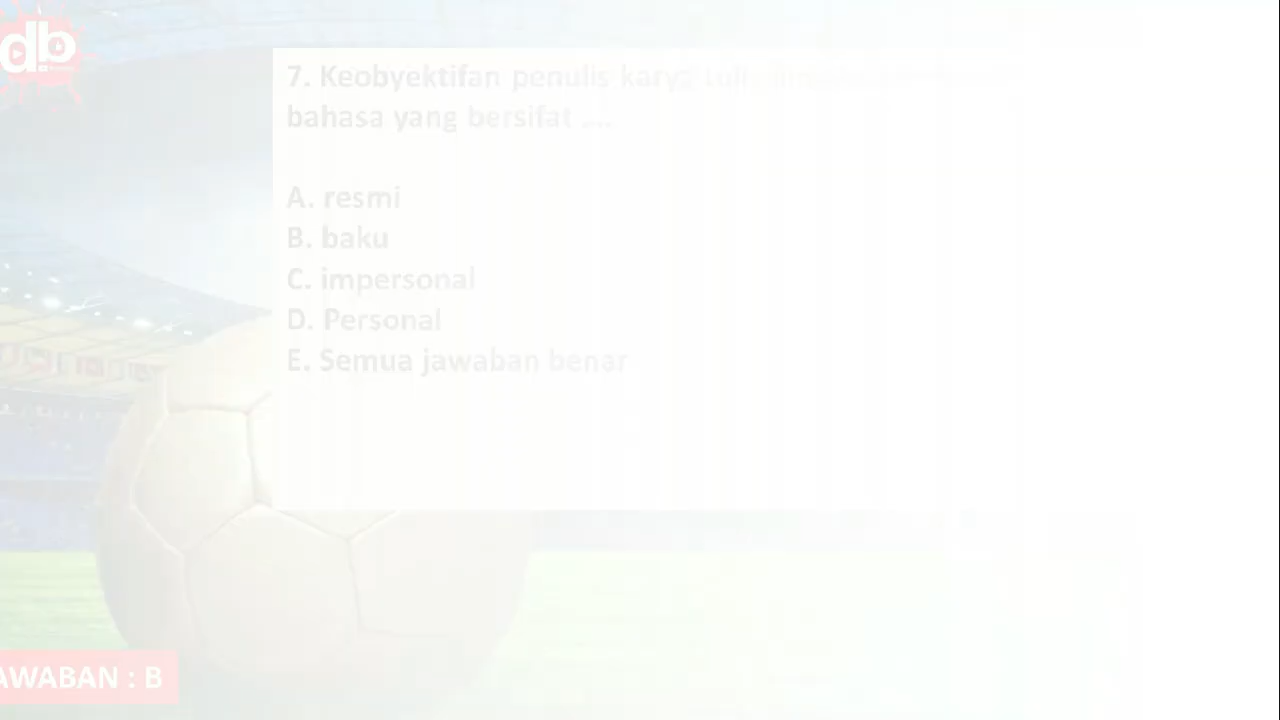 db
7. Keobyektifan penulis karya tulis
bahasa yang bersifat ....
A. resmi
B. baku
C. impersonal
D. Personal
E. Semua jawaban benar
AWABAN : B